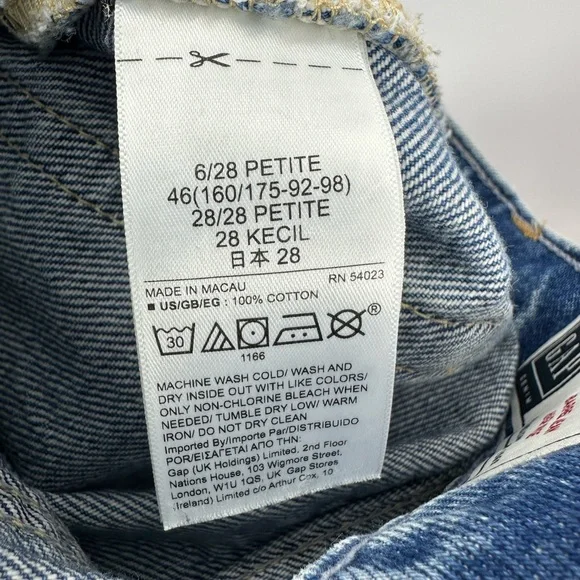 6/28 PETITE
46(160/175-92-98)
28/28 PETITE
28 KECIL
日本 28
MADE IN MACAU RN 54023
■ US/GB/EG : 100% COTTON
30 ®
1166
MACHINE WASH COLD/ WASH AND
DRY INSIDE OUT WITH LIKE COLORS/
ONLY NON-CHLORINE BLEACH WHEN
NEEDED/ TUMBLE DRY LOW/ WARM
IRON/ DO NOT DRY CLEAN
Imported By/Importe Par/Distribuido
POR/ΕΙΣΑΓΕΤΑΙ ΑΠΟ ΤΗΝ:
Gap (UK Holdings) Limited, 2nd Floor
Nations House, 103 Wigmore Street,
London, W1U 1QS, UK Gap Stores
(Ireland) Limited c/o Arthur Cox, 10
GAP